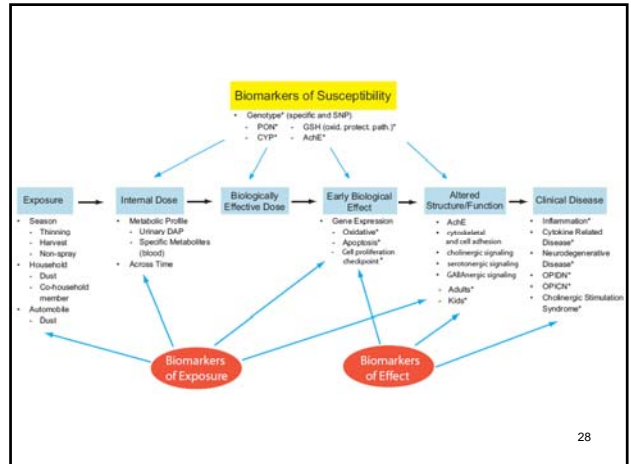 Biomarkers of Susceptibility
• Genotype* (specific and SNP)
- PON* - GSH (oxid. protect. path.)*
- CYP* - AchE*
Exposure
• Season
- Thinning
- Harvest
- Non-spray
• Household
- Dust
- Co-household
member
• Automobile
- Dust
Internal Dose
• Metabolic Profile
- Urinary DAP
- Specific Metabolites
(blood)
• Across Time
Biologically
Effective Dose
Early Biological
Effect
• Gene Expression
- Oxidative*
- Apoptosis*
- Cell proliferation
checkpoint*
Altered
Structure/Function
• AchE
• cytoskeletal
and cell adhesion
• cholinergic signaling
• serotonergic signaling
• GABAnergic signaling
- Adults*
- Kids*
Clinical Disease
• Inflammation*
• Cytokine Related
Disease*
• Neurodegenerative
Disease*
• OPIDN*
• OPICN*
• Cholinergic Stimulation
Syndrome*
Biomarkers
of Exposure
Biomarkers
of Effect
28